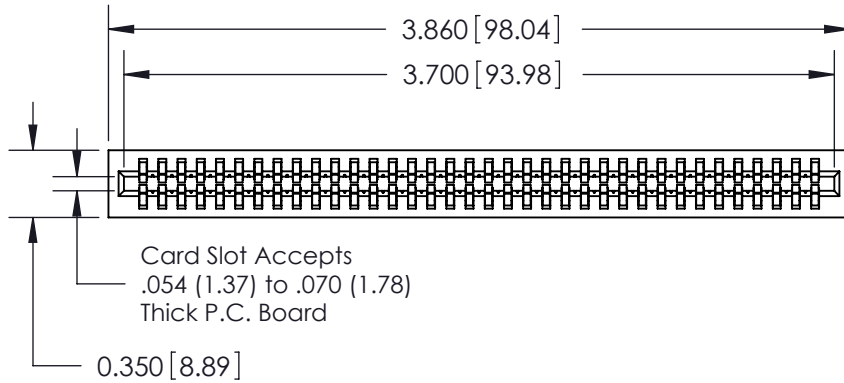 3.860 [98.04]
3.700 [93.98]
Card Slot Accepts
.054 (1.37) to .070 (1.78)
Thick P.C. Board
0.350 [8.89]